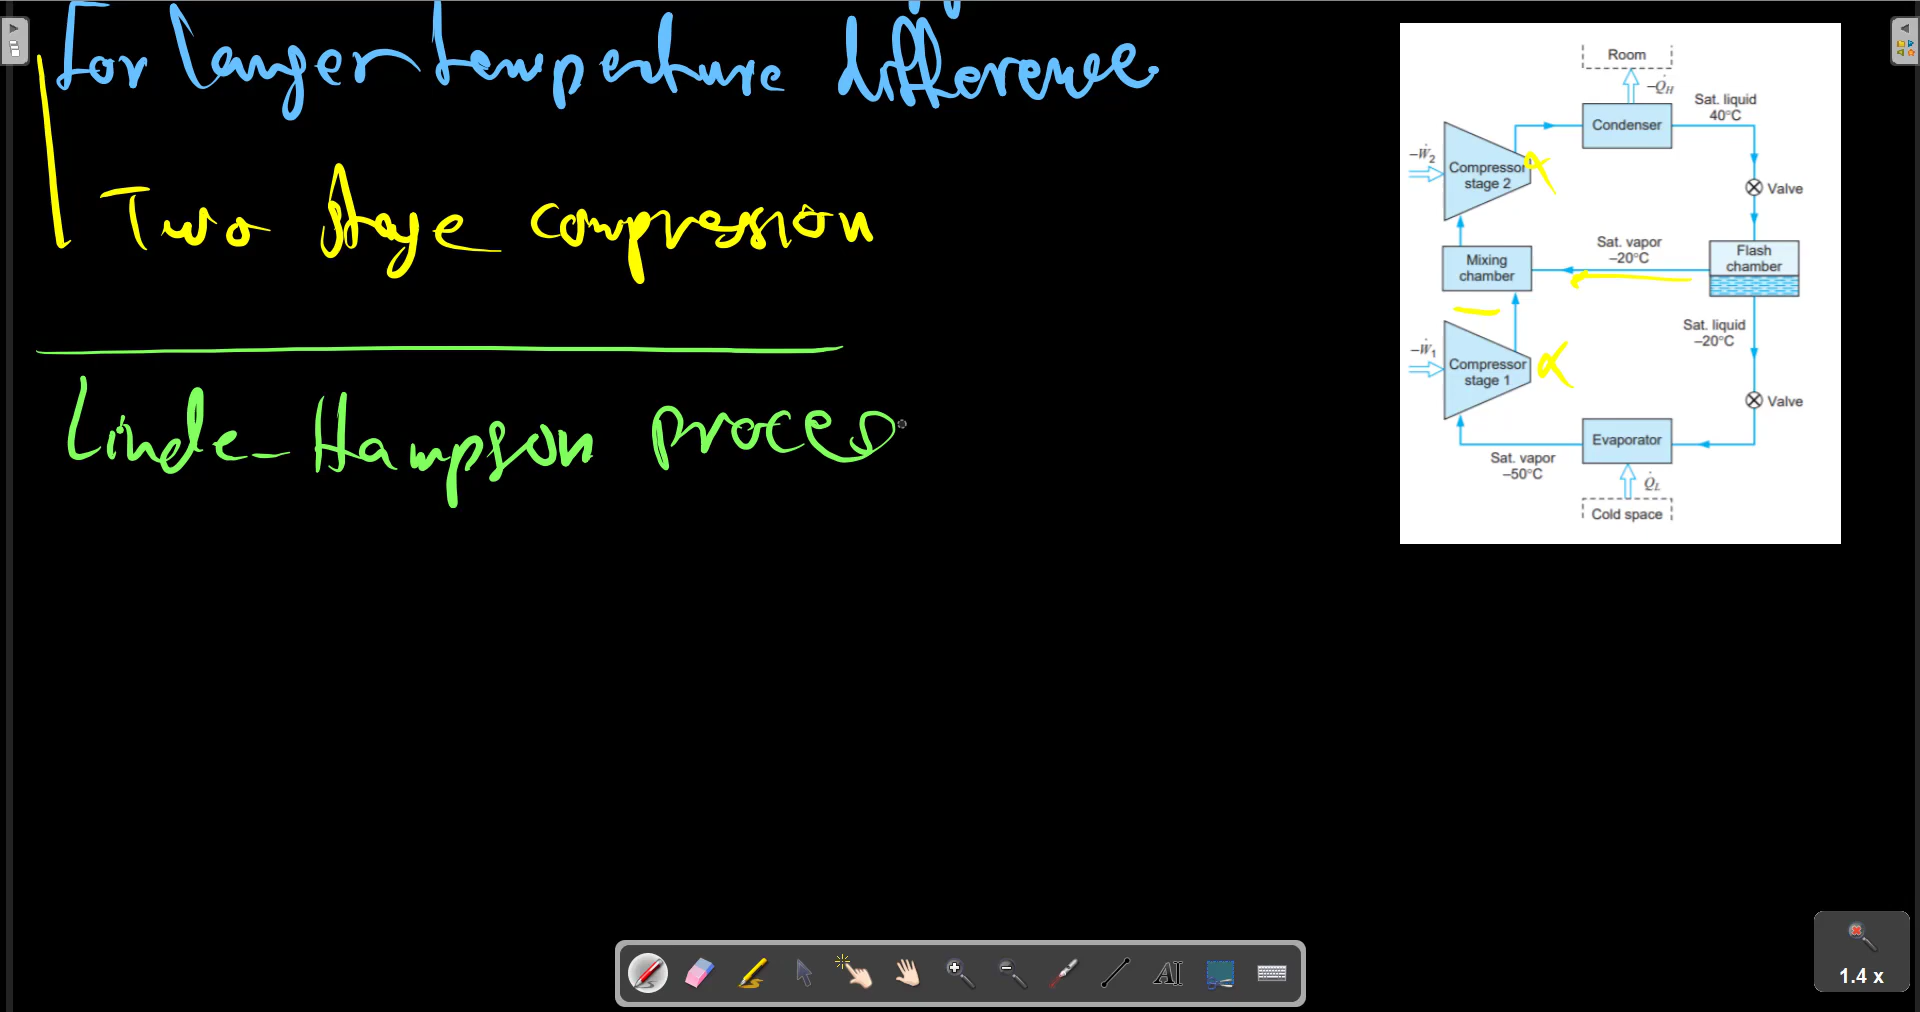 For larger temperature difference.
Two stage compression
Linde-Hampson proces
Room
-Q̇H
Sat. liquid
40°C
Condenser
-Ẇ2
Compressor
stage 2
Valve
Sat. vapor
-20°C
Flash
chamber
Mixing
chamber
Sat. liquid
-20°C
-Ẇ1
Compressor
stage 1
Valve
Evaporator
Sat. vapor
-50°C
Q̇L
Cold space
AI
1.4 x